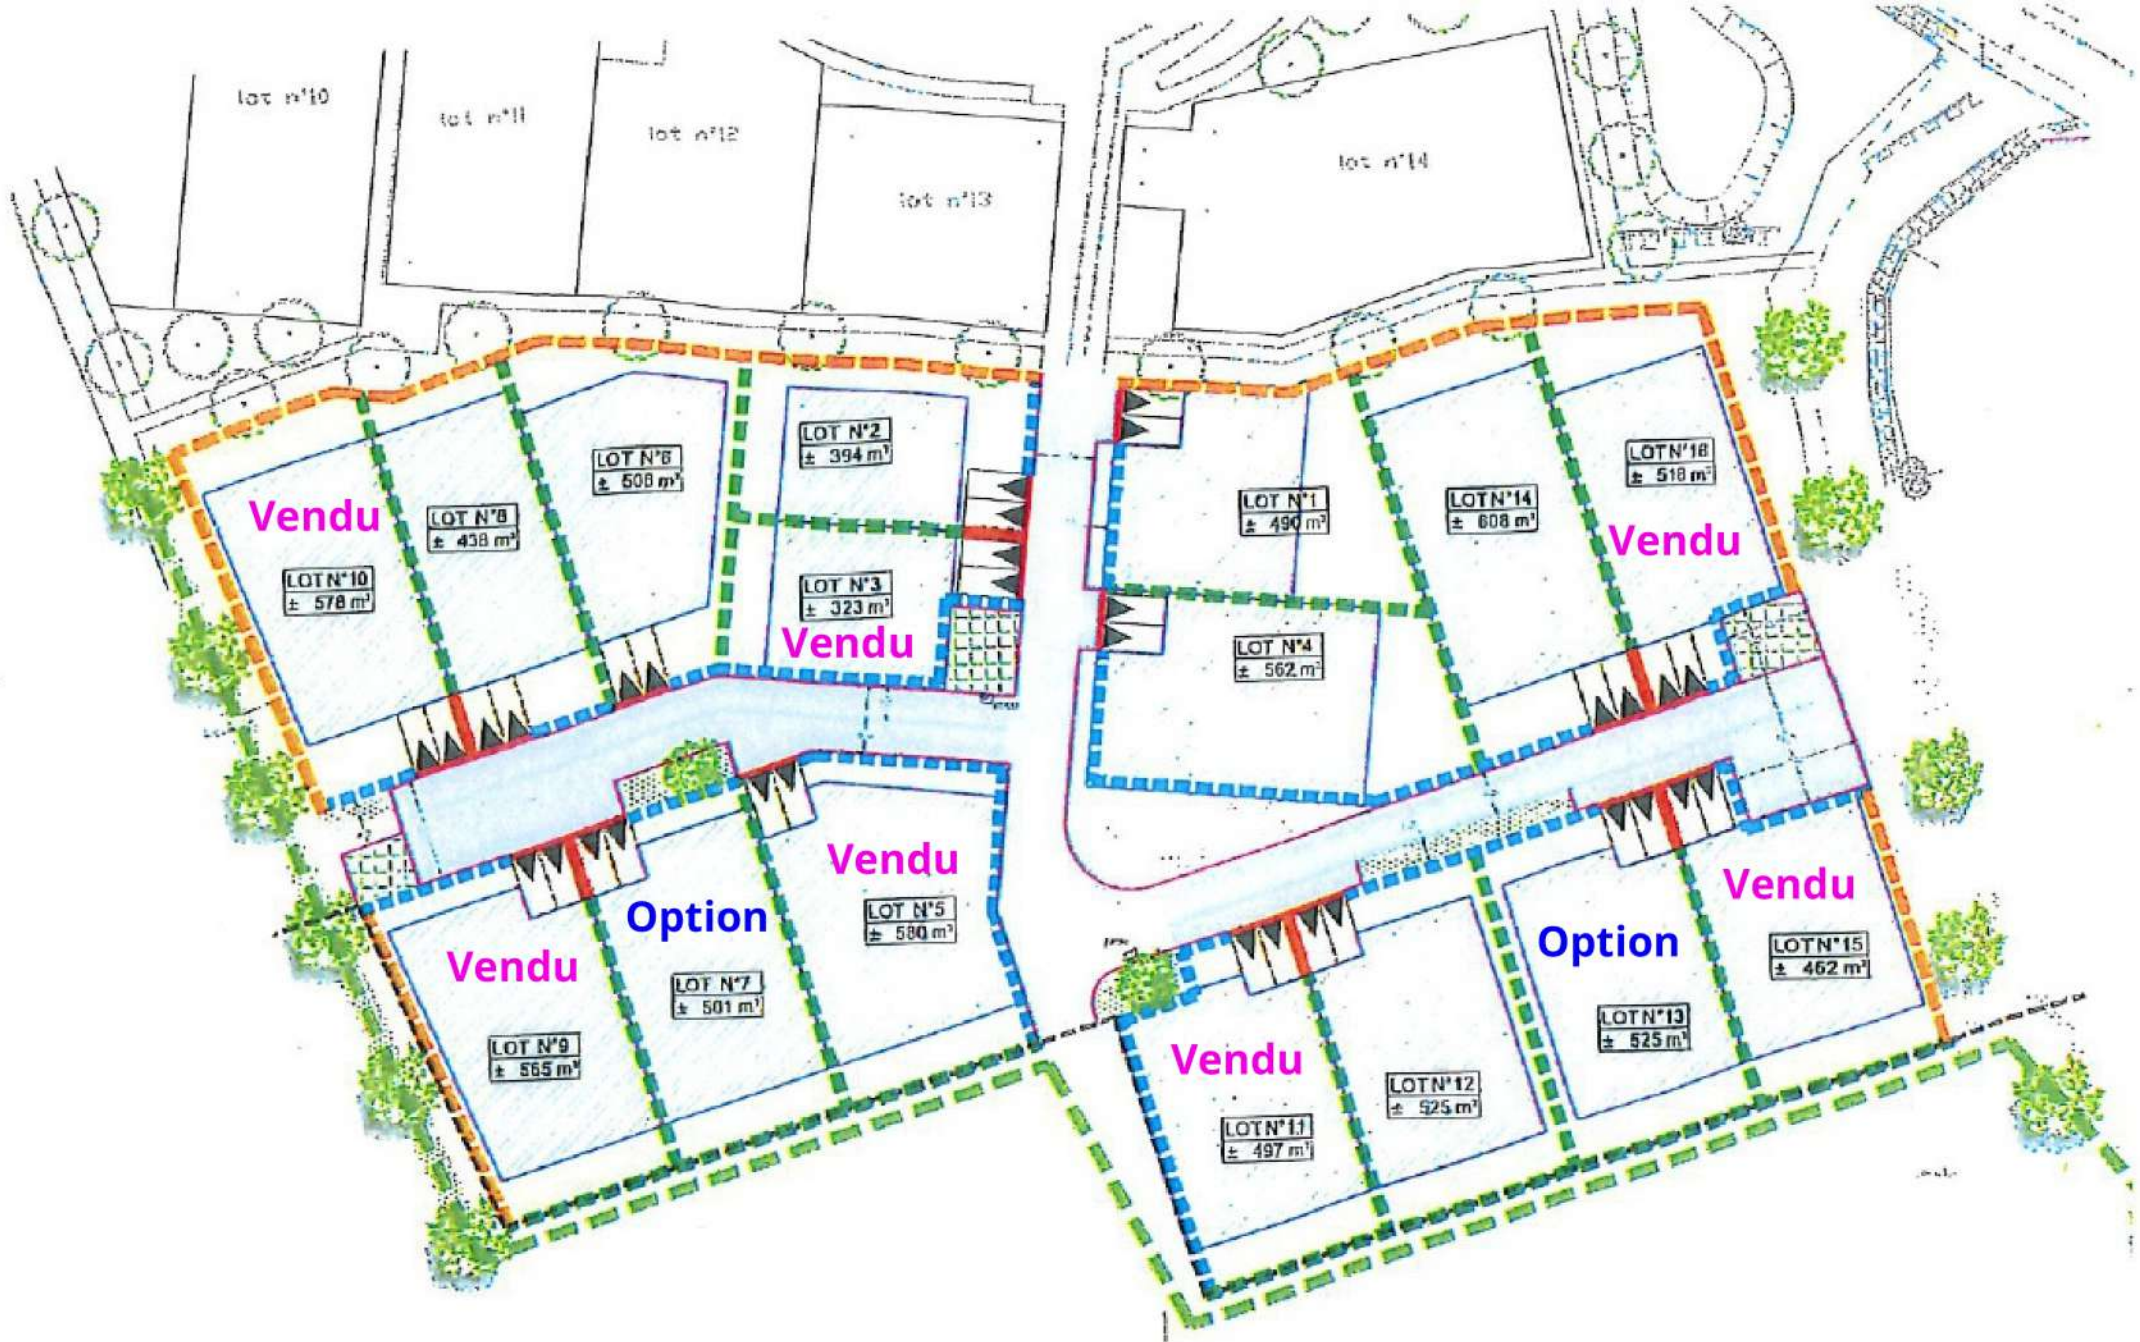 lot n°10
lot n°11
lot n°12
lot n°13
lot n°14
Vendu
LOT N°10
± 578 m²
LOT N°8
± 438 m²
LOT N°6
± 508 m²
LOT N°2
± 394 m²
LOT N°3
± 323 m²
Vendu
LOT N°1
± 490 m²
LOT N°4
± 562 m²
LOT N°14
± 608 m²
LOT N°16
± 518 m²
Vendu
Vendu
LOT N°9
± 565 m²
Option
LOT N°7
± 501 m²
Vendu
LOT N°5
± 580 m²
Vendu
LOT N°11
± 497 m²
LOT N°12
± 525 m²
Option
LOT N°13
± 525 m²
Vendu
LOT N°15
± 462 m²